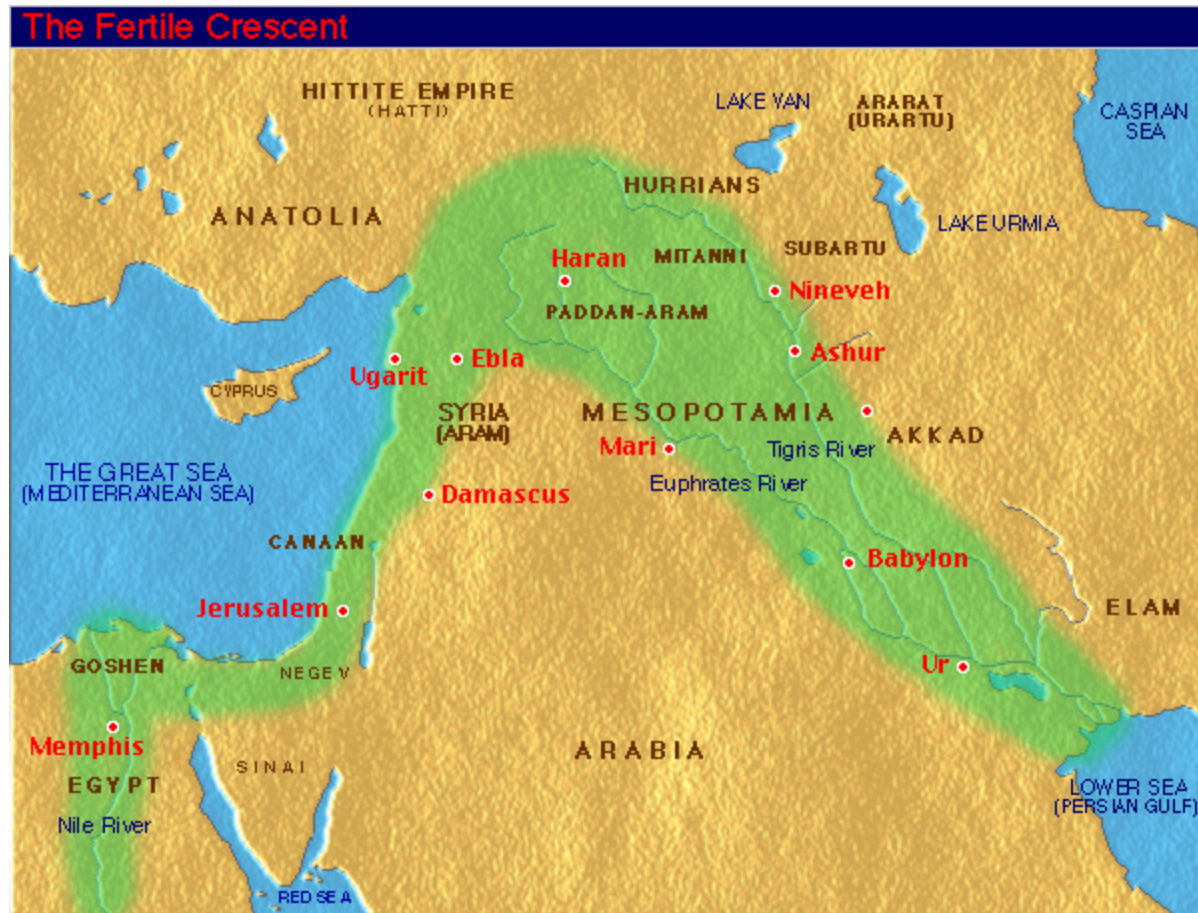 The Fertile Crescent
HITTITE EMPIRE
(HATTI)
LAKE VAN
ARARAT
(URARTU)
CASPIAN
SEA
HURRIANS
ANATOLIA
LAKE URMIA
SUBARTU
MITANNI
Haran
Nineveh
PADDAN-ARAM
Ashur
Ebla
Ugarit
CYPRUS
SYRIA
(ARAM)
MESOPOTAMIA
AKKAD
Mari
Tigris River
THE GREAT SEA
(MEDITERRANEAN SEA)
Euphrates River
Damascus
CANAAN
Babylon
Jerusalem
ELAM
GOSHEN
NEGEV
Ur
Memphis
ARABIA
SINAI
EGYPT
LOWER SEA
(PERSIAN GULF)
Nile River
RED SEA